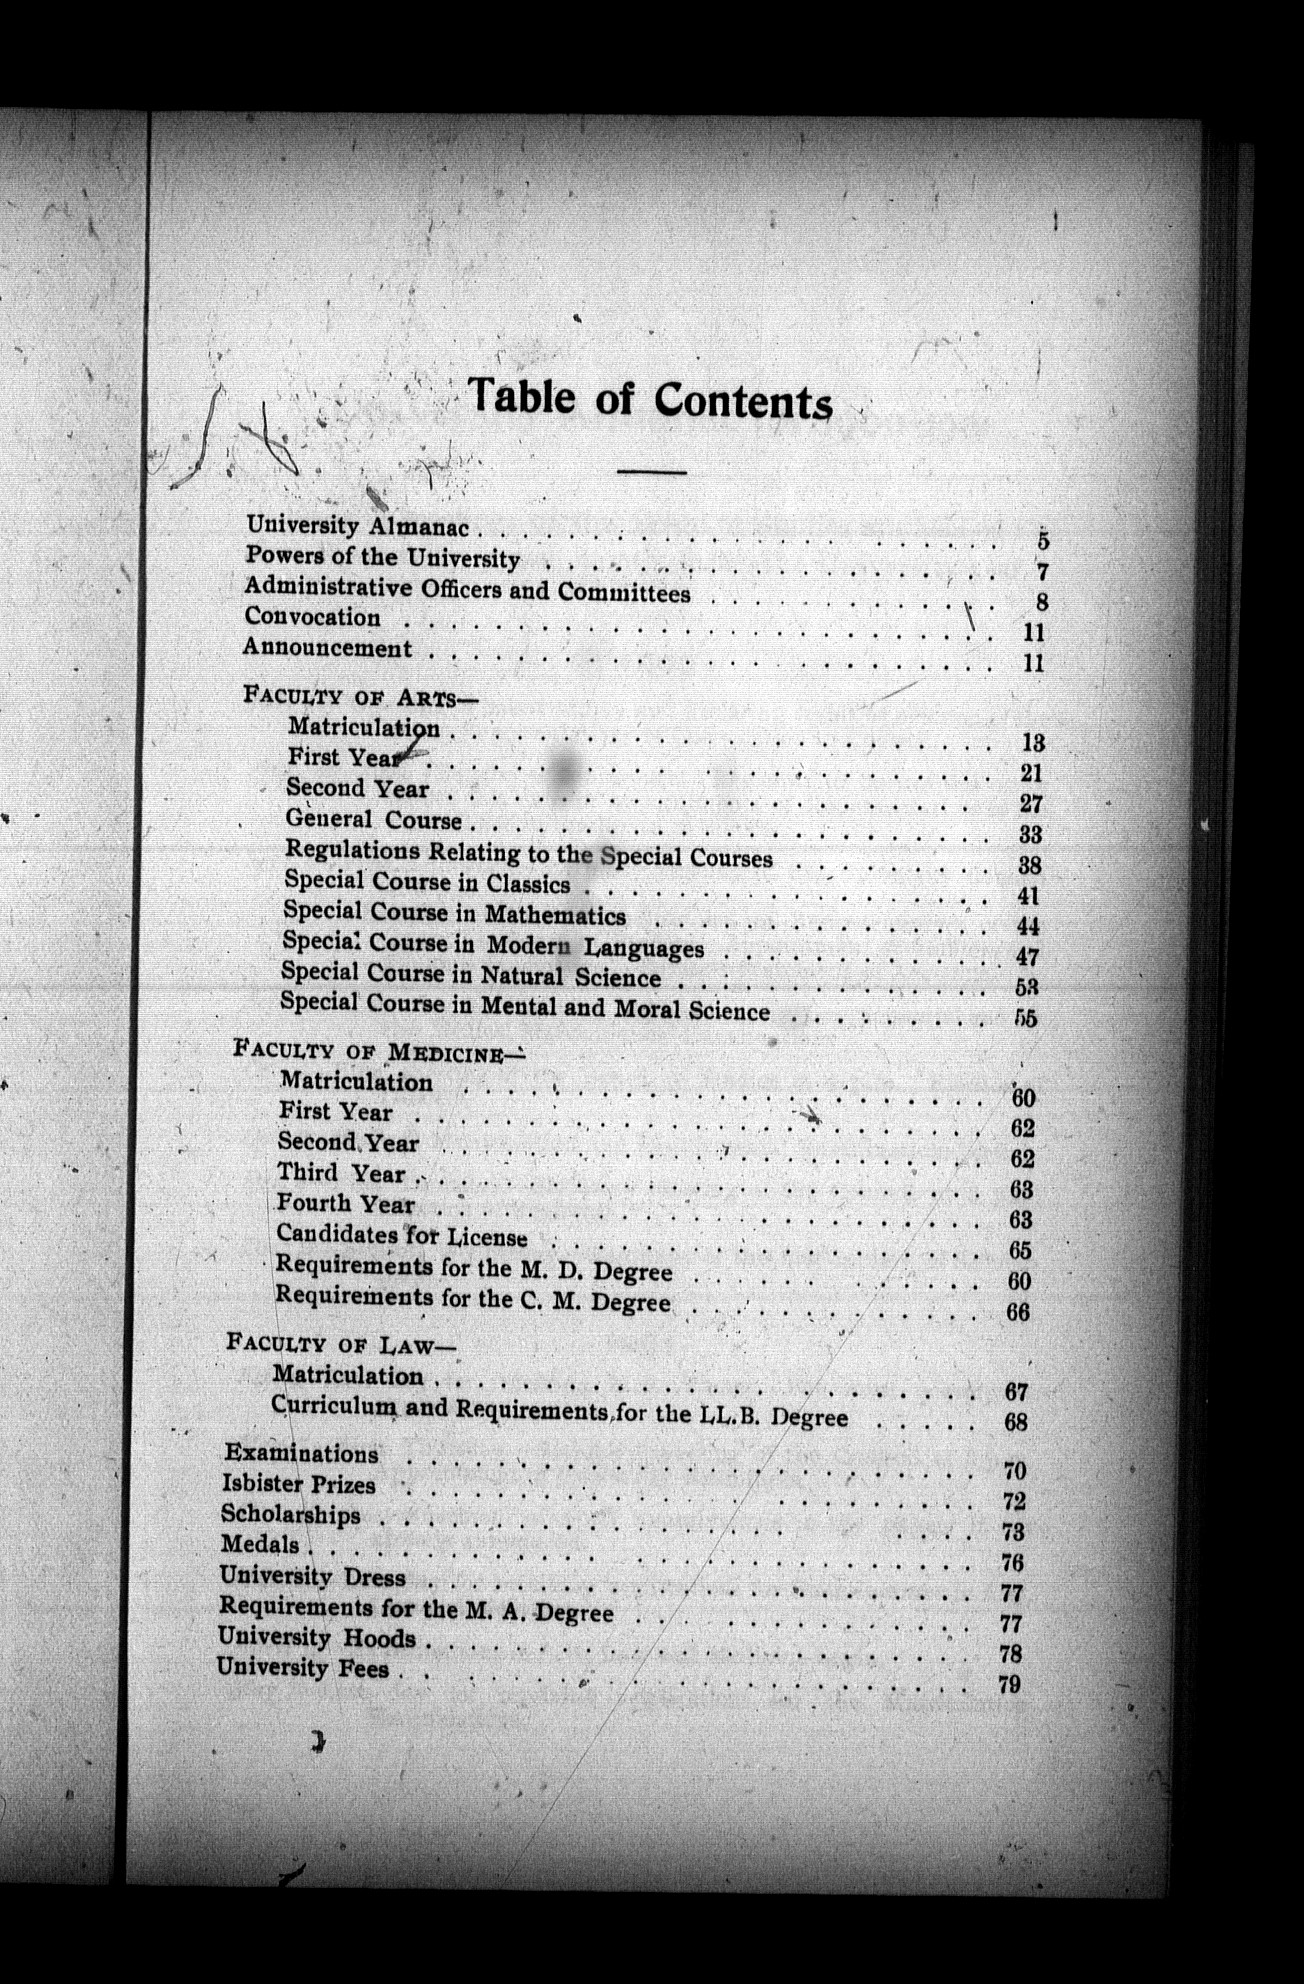 Table of Contents
University Almanac . . . . . . . . . . . . . . . . . . . . . . 5
Powers of the University . . . . . . . . . . . . . . . . . . . . 7
Administrative Officers and Committees . . . . . . . . . . . . . 8
Convocation . . . . . . . . . . . . . . . . . . . . . . . . . . 11
Announcement . . . . . . . . . . . . . . . . . . . . . . . . . 11
FACULTY OF ARTS—
Matriculation . . . . . . . . . . . . . . . . . . . . . . . . 13
First Year . . . . . . . . . . . . . . . . . . . . . . . . . 21
Second Year . . . . . . . . . . . . . . . . . . . . . . . . 27
General Course . . . . . . . . . . . . . . . . . . . . . . . 33
Regulations Relating to the Special Courses . . . . . . . . . 38
Special Course in Classics . . . . . . . . . . . . . . . . . . 41
Special Course in Mathematics . . . . . . . . . . . . . . . 44
Special Course in Modern Languages . . . . . . . . . . . . 47
Special Course in Natural Science . . . . . . . . . . . . . . 53
Special Course in Mental and Moral Science . . . . . . . . . 55
FACULTY OF MEDICINE—
Matriculation . . . . . . . . . . . . . . . . . . . . . . . 60
First Year . . . . . . . . . . . . . . . . . . . . . . . . . 62
Second Year . . . . . . . . . . . . . . . . . . . . . . . . 62
Third Year . . . . . . . . . . . . . . . . . . . . . . . . . 63
Fourth Year . . . . . . . . . . . . . . . . . . . . . . . . 63
Candidates for License . . . . . . . . . . . . . . . . . . . 65
Requirements for the M. D. Degree . . . . . . . . . . . . . 60
Requirements for the C. M. Degree . . . . . . . . . . . . . 66
FACULTY OF LAW—
Matriculation . . . . . . . . . . . . . . . . . . . . . . . . 67
Curriculum and Requirements for the LL.B. Degree . . . . . 68
Examinations . . . . . . . . . . . . . . . . . . . . . . . . . 70
Isbister Prizes . . . . . . . . . . . . . . . . . . . . . . . . . 72
Scholarships . . . . . . . . . . . . . . . . . . . . . . . . . . 73
Medals . . . . . . . . . . . . . . . . . . . . . . . . . . . . 76
University Dress . . . . . . . . . . . . . . . . . . . . . . . . 77
Requirements for the M. A. Degree . . . . . . . . . . . . . . . 77
University Hoods . . . . . . . . . . . . . . . . . . . . . . . . 78
University Fees . . . . . . . . . . . . . . . . . . . . . . . . 79